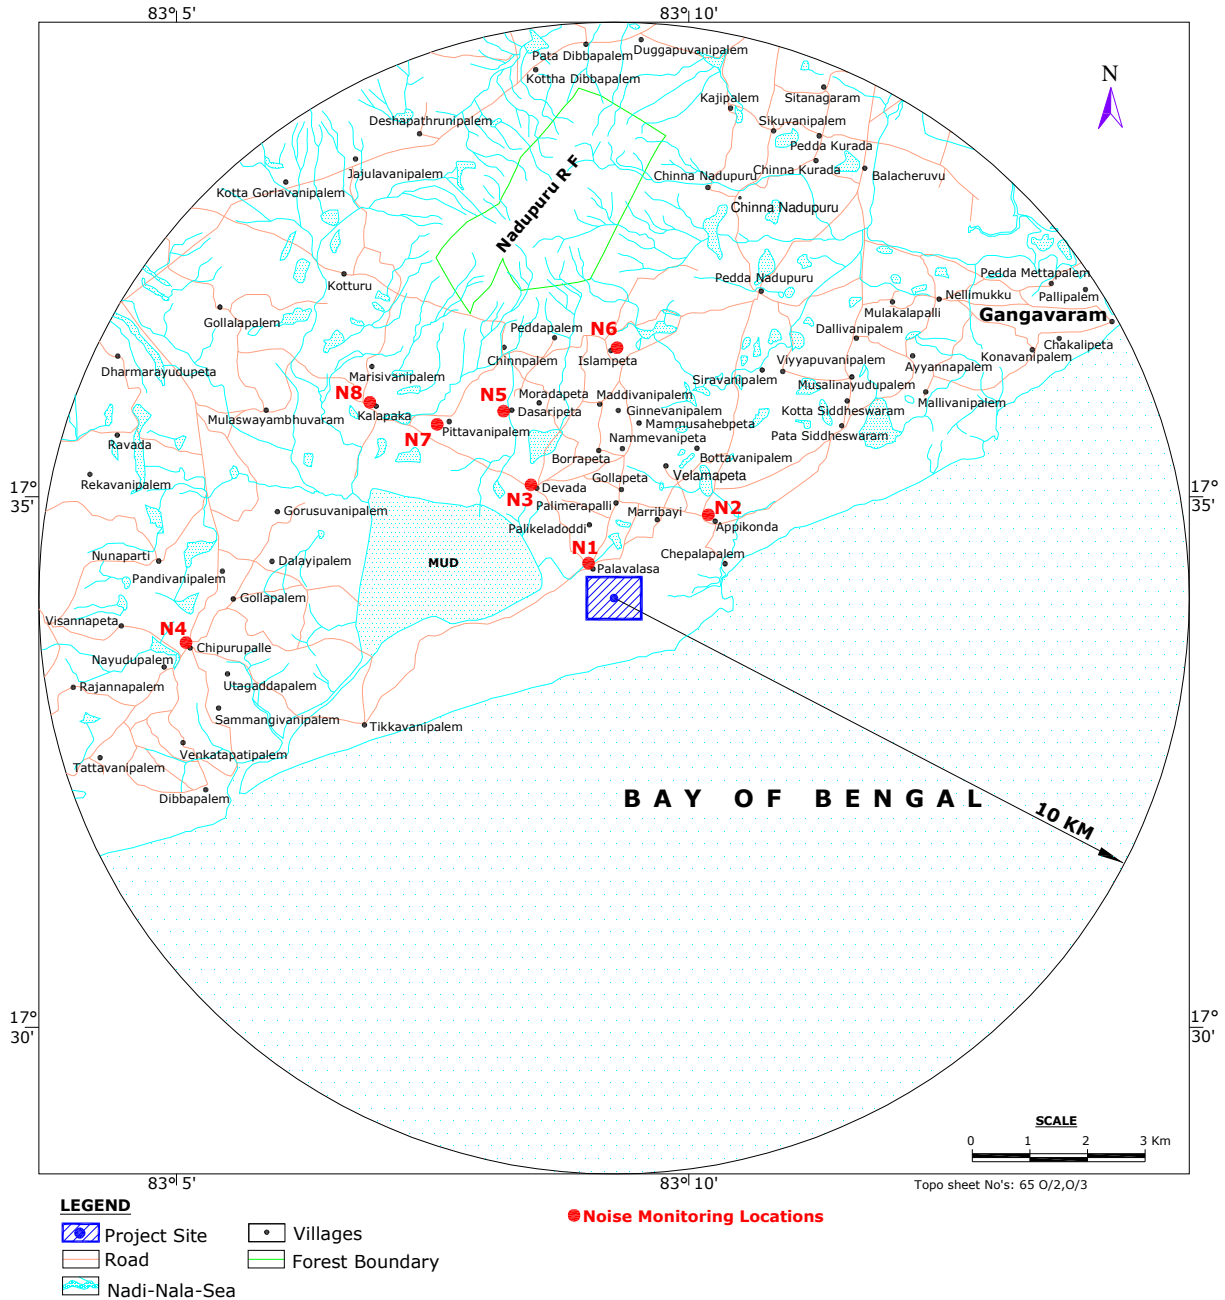 83° 5'
83° 10'
Pata Dibbapalem
Duggapuvanipalem
Kottha Dibbapalem
N
Kajipalem
Sitanagaram
Deshapathrunipalem
Sikuvanipalem
Pedda Kurada
Jajulavanipalem
Chinna Kurada
Kotta Gorlavanipalem
Chinna Nadupuru
Balacheruvu
Nadupuru R F
Chinna Nadupuru
Kotturu
Pedda Nadupuru
Pedda Mettapalem
Nellimukku
Pallipalem
Gollalapalem
Mulakalapalli
Gangavaram
Peddapalem
N6
Dallivanipalem
Chinnpalem
Islampeta
Viyyapuvanipalem
Chakalipeta
Konavanipalem
Dharmarayudupeta
Marisivanipalem
Ayyannapalem
Siravanipalem
Musalinayudupalem
N8
N5
Moradapeta
Maddivanipalem
Mallivanipalem
Kalapaka
Dasaripeta
Ginnevanipalem
Kotta Siddheswaram
Mulaswayambhuvaram
Mammusahebpeta
N7
Pittavanipalem
Pata Siddheswaram
Ravada
Nammevanipeta
Borrapeta
Bottavanipalem
Rekavanipalem
Gollapeta
Velamapeta
17°
35'
17°
35'
N3
Devada
Gorusuvanipalem
Palimerapalli
N2
Marribayi
Palikeladoddi
Appikonda
N1
Nunaparti
Dalayipalem
MUD
Chepalapalem
Pandivanipalem
Palavalasa
Gollapalem
Visannapeta
N4
Chipurupalle
Nayudupalem
Rajannapalem
Utagaddapalem
Sammangivanipalem
Tikkavanipalem
Venkatapatipalem
Tattavanipalem
Dibbapalem
BAY OF BENGAL
10 KM
17°
30'
17°
30'
SCALE
0 1 2 3 Km
83° 5'
83° 10'
Topo sheet No's: 65 O/2,O/3
LEGEND
Project Site
Villages
Noise Monitoring Locations
Road
Forest Boundary
Nadi-Nala-Sea